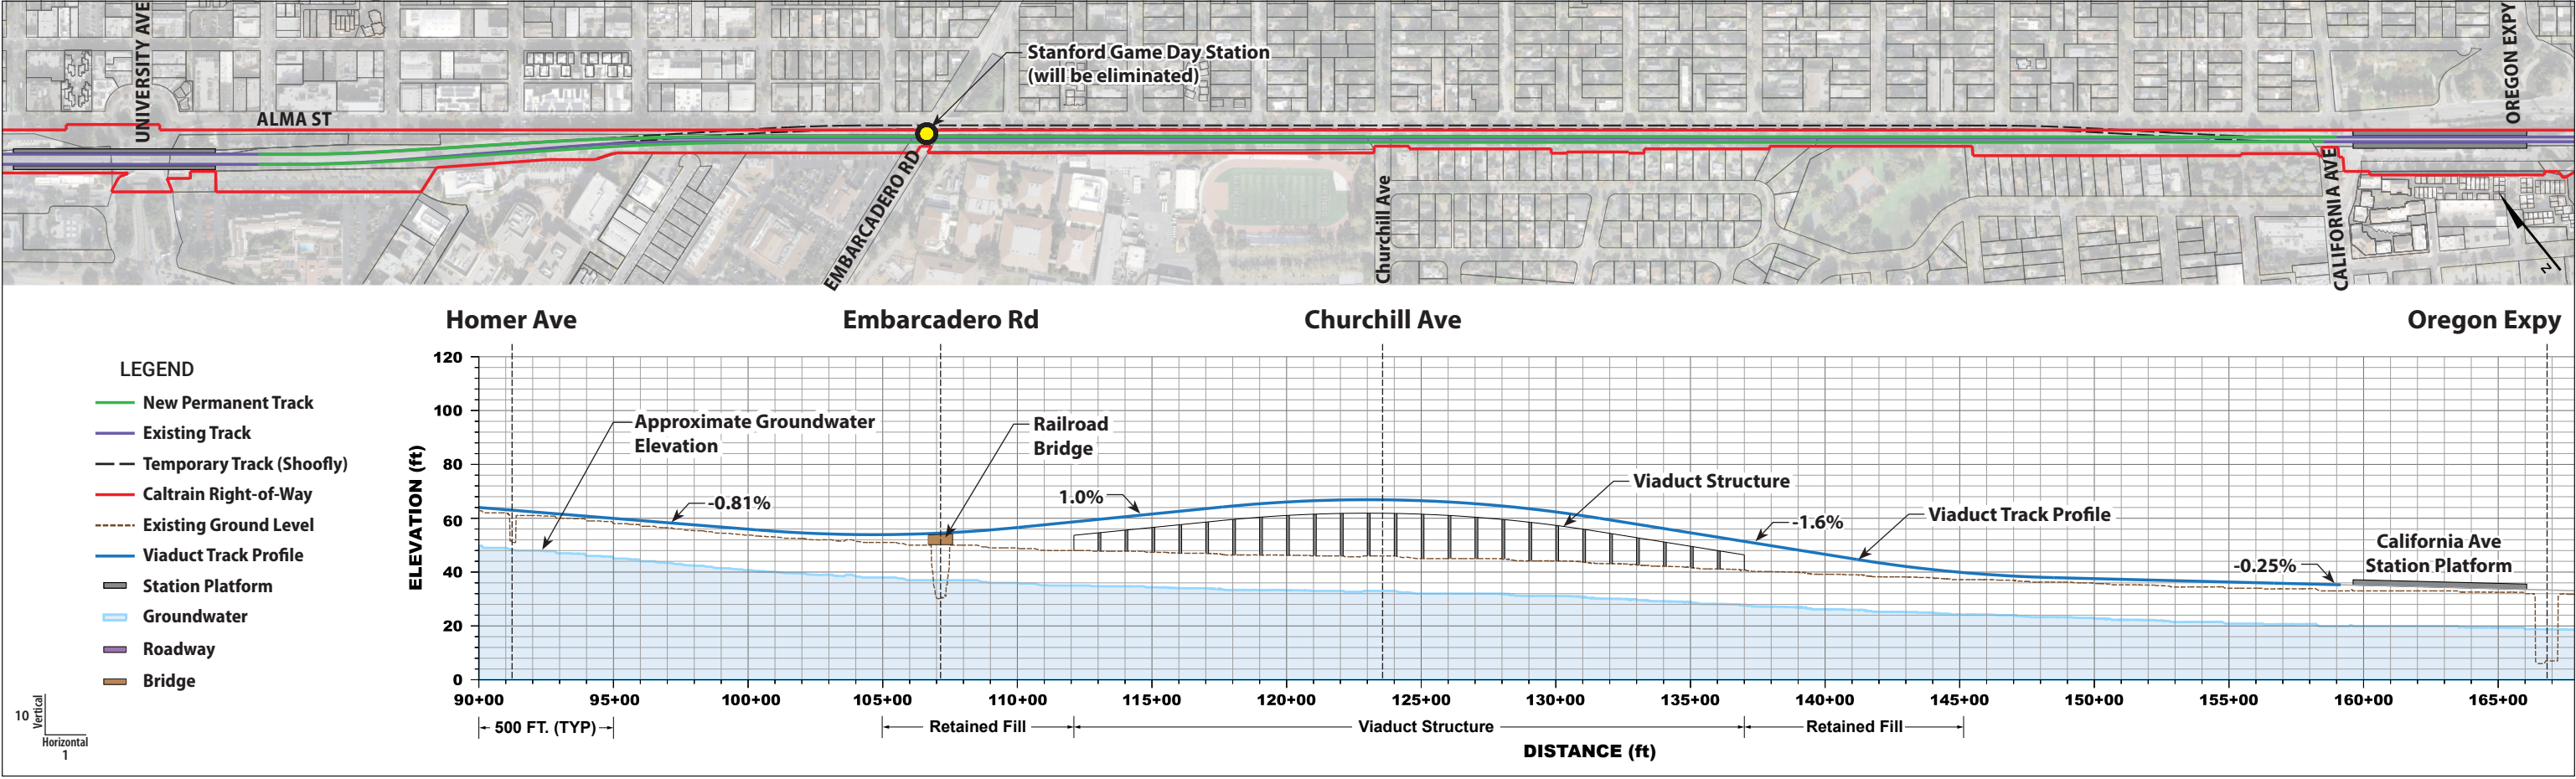 UNIVERSITY AVE
ALMA ST
Stanford Game Day Station
(will be eliminated)
EMBARCADERO RD
Churchill Ave
CALIFORNIA AVE
OREGON EXPY
N
Homer Ave
Embarcadero Rd
Churchill Ave
Oregon Expy
LEGEND
New Permanent Track
Existing Track
Temporary Track (Shoofly)
Caltrain Right-of-Way
Existing Ground Level
Viaduct Track Profile
Station Platform
Groundwater
Roadway
Bridge
10
Vertical
Horizontal
1
ELEVATION (ft)
120
100
80
60
40
20
0
Approximate Groundwater
Elevation
-0.81%
Railroad
Bridge
1.0%
Viaduct Structure
-1.6%
Viaduct Track Profile
-0.25%
California Ave
Station Platform
90+00 95+00 100+00 105+00 110+00 115+00 120+00 125+00 130+00 135+00 140+00 145+00 150+00 155+00 160+00 165+00
500 FT. (TYP) Retained Fill Viaduct Structure Retained Fill
DISTANCE (ft)